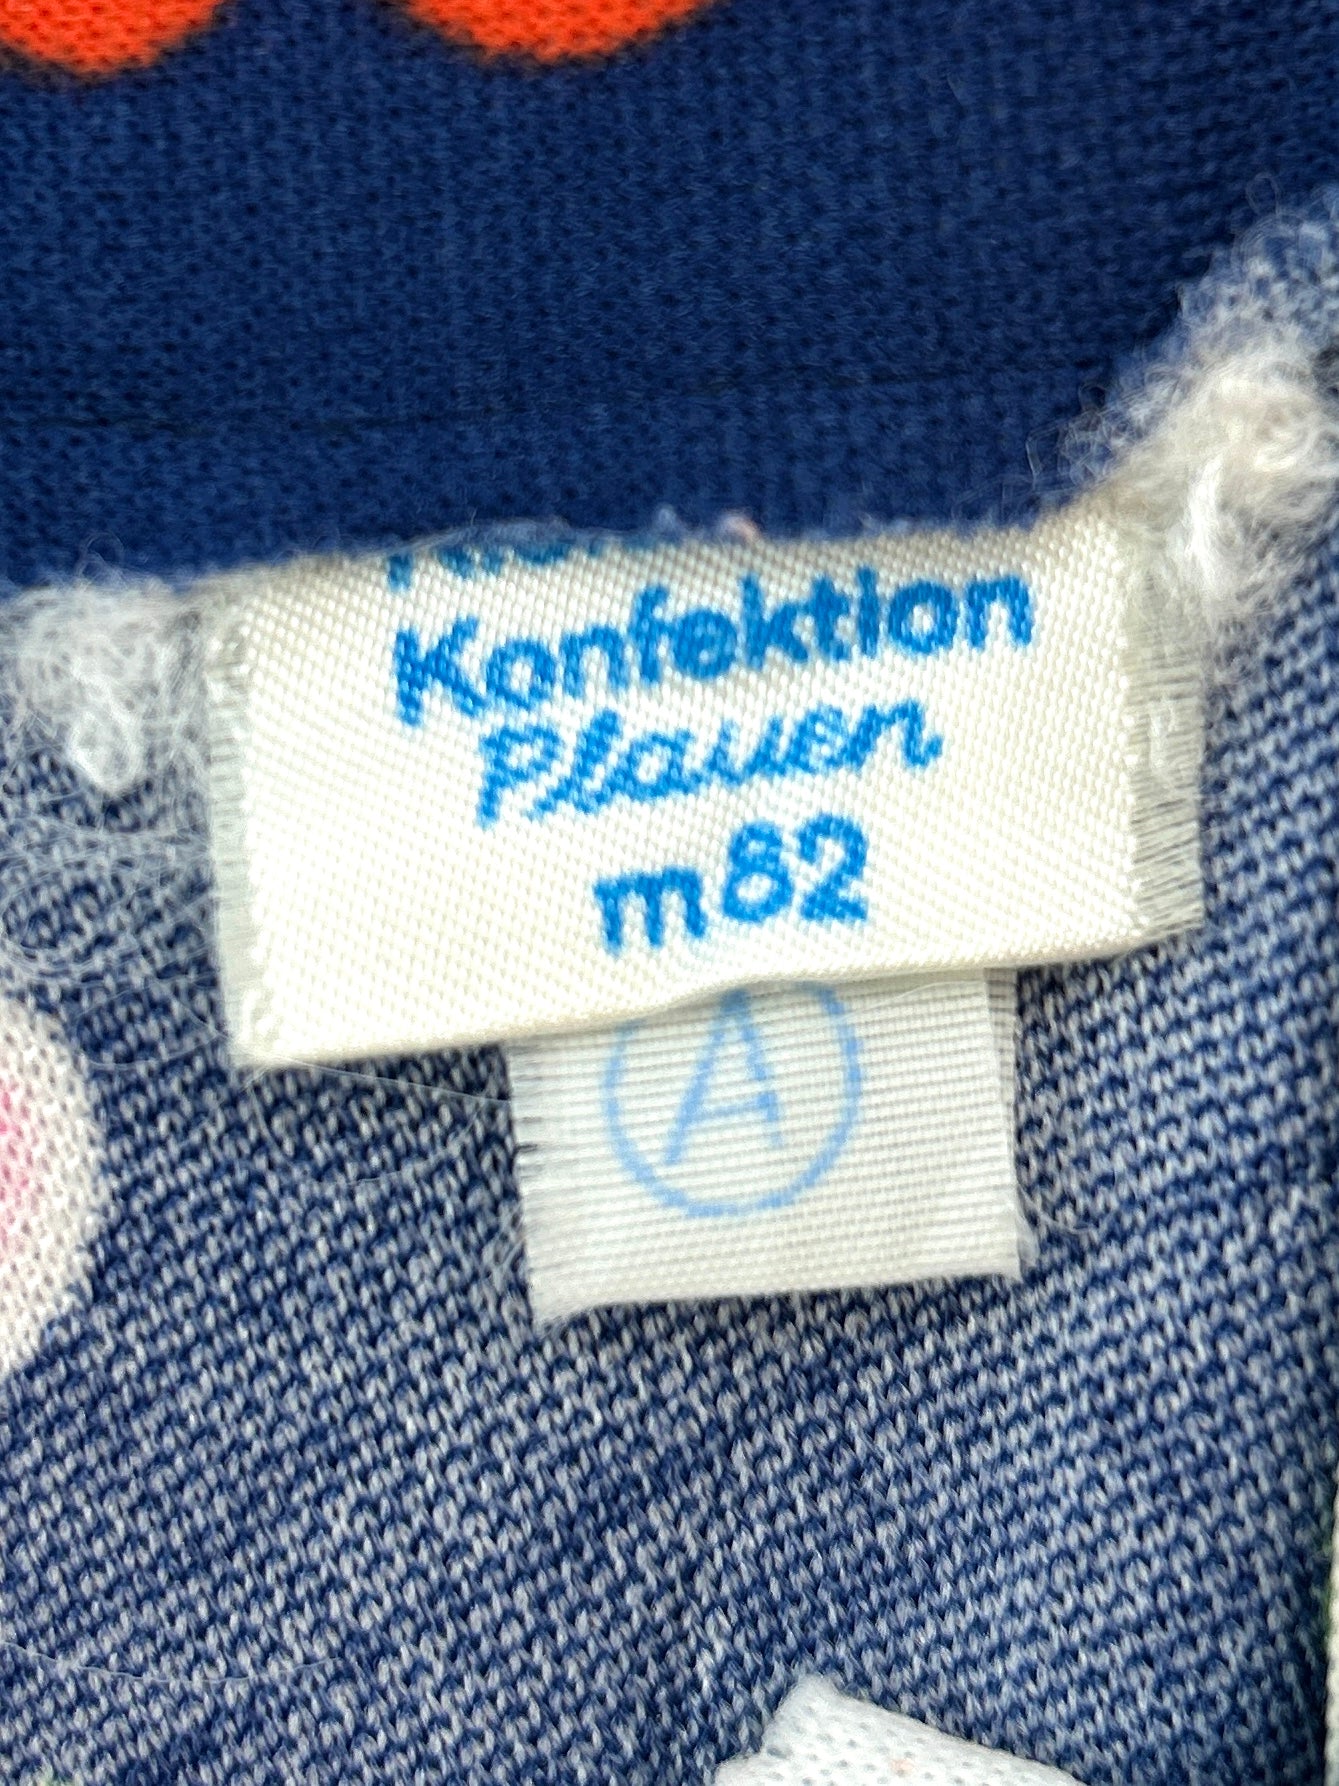 Konfektion
Plauen
m82
A